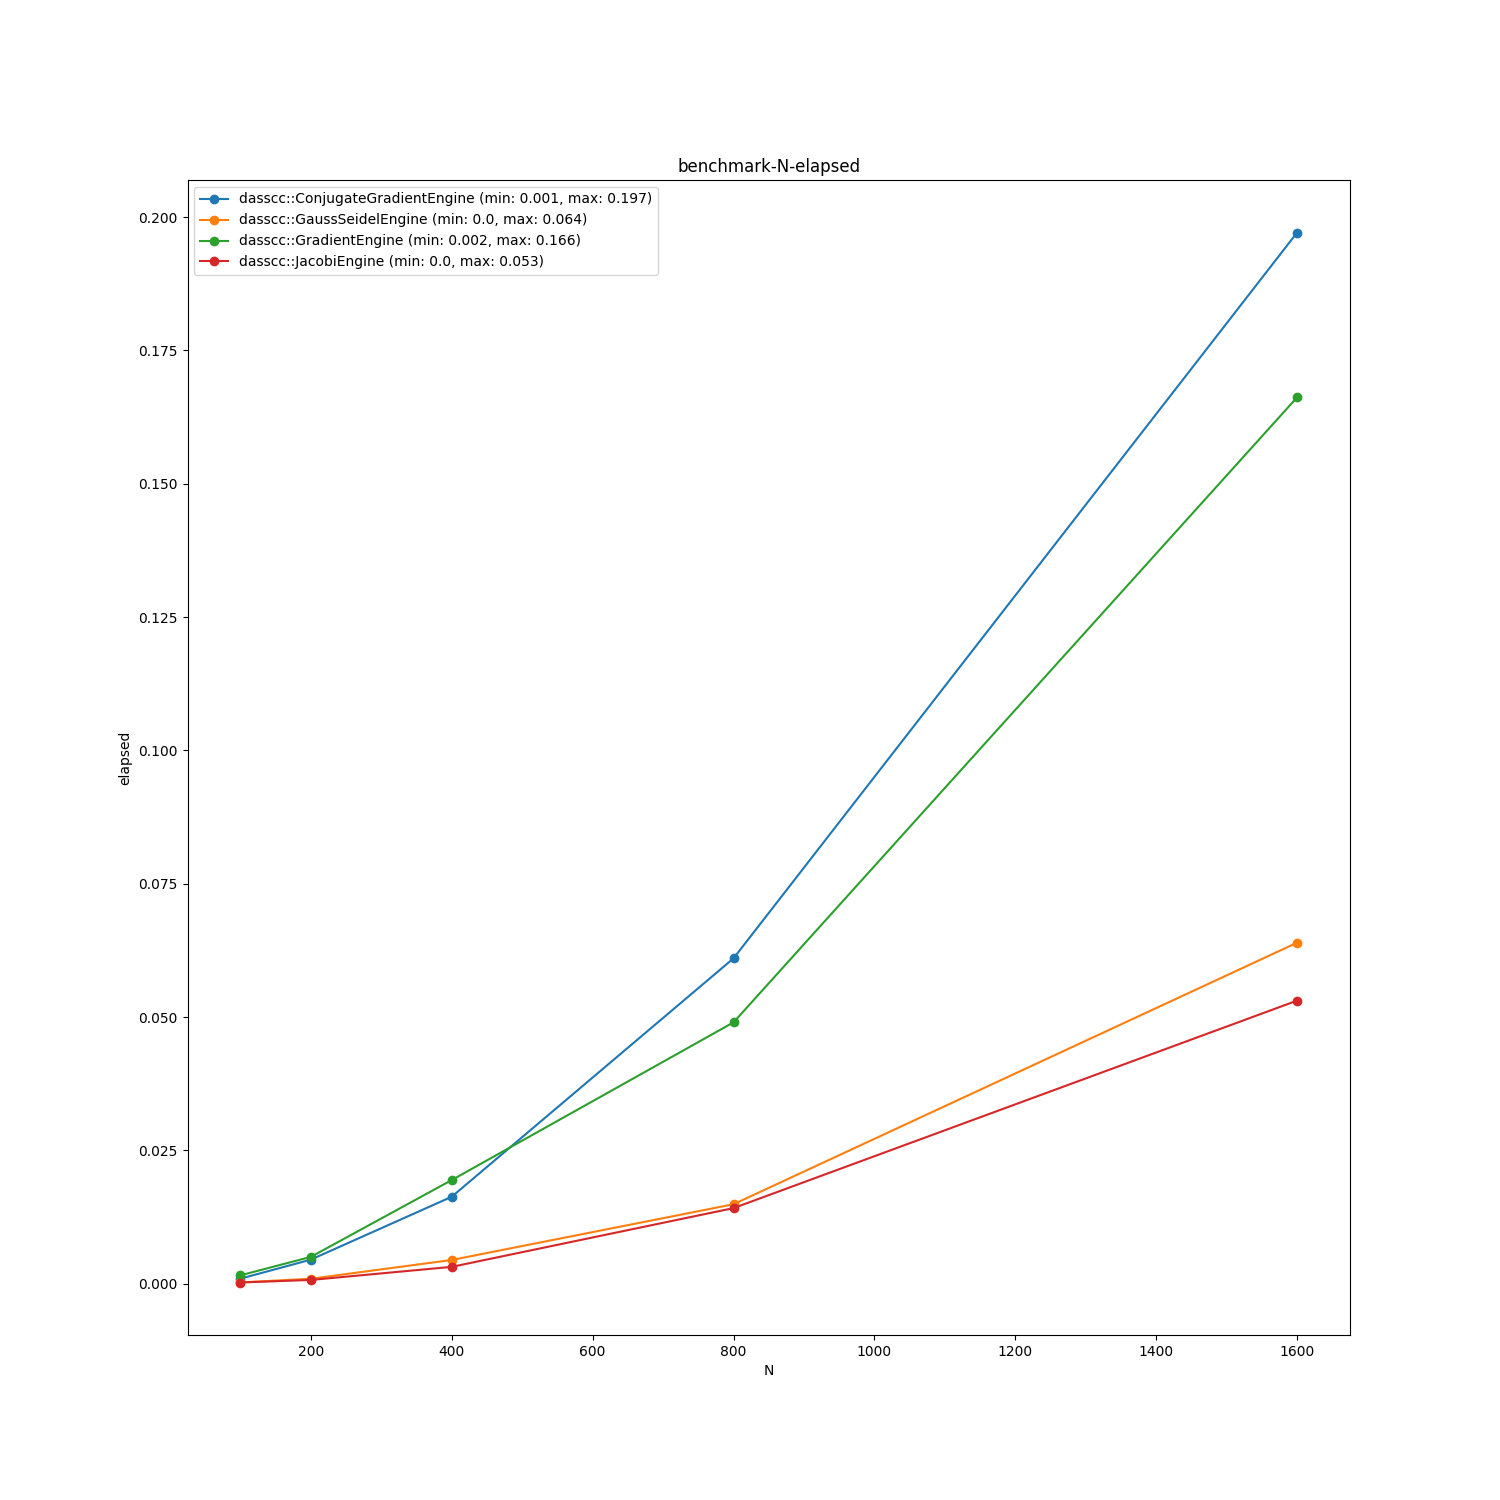 benchmark-N-elapsed
dasscc::ConjugateGradientEngine (min: 0.001, max: 0.197)
dasscc::GaussSeidelEngine (min: 0.0, max: 0.064)
dasscc::GradientEngine (min: 0.002, max: 0.166)
dasscc::JacobiEngine (min: 0.0, max: 0.053)
0.200
0.175
0.150
0.125
0.100
0.075
0.050
0.025
0.000
elapsed
200 400 600 800 1000 1200 1400 1600
N